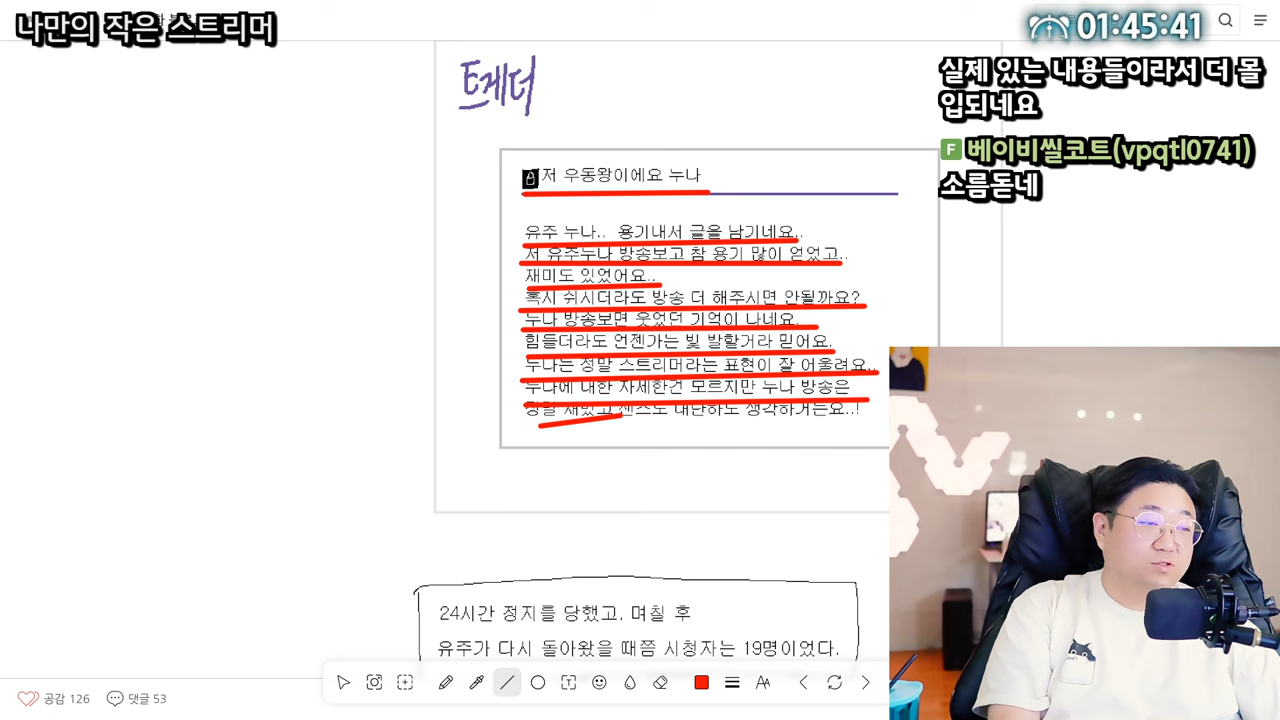 나만의 작은 스트리머
01:45:41
실제 있는 내용들이라서 더 몰
입되네요
F 베이비씰코트(vpqtl0741)
소름돋네
트게더
저 우동왕이에요 누나
유주 누나.. 용기내서 글을 남기네요..
저 유주누나 방송보고 참 용기 많이 얻었고..
재미도 있었어요..
혹시 쉬시더라도 방송 더 해주시면 안될까요?
누나 방송보면 웃었던 기억이 나네요.
힘들더라도 언젠가는 빛 발할거라 믿어요.
누나는 정말 스트리머라는 표현이 잘 어울려요..
누나에 대한 자세한건 모르지만 누나 방송은
정말 재밌고 센스도 대단하도 생각하거든요..!
24시간 정지를 당했고, 며칠 후
유주가 다시 돌아왔을 때쯤 시청자는 19명이었다.
공감 126
댓글 53